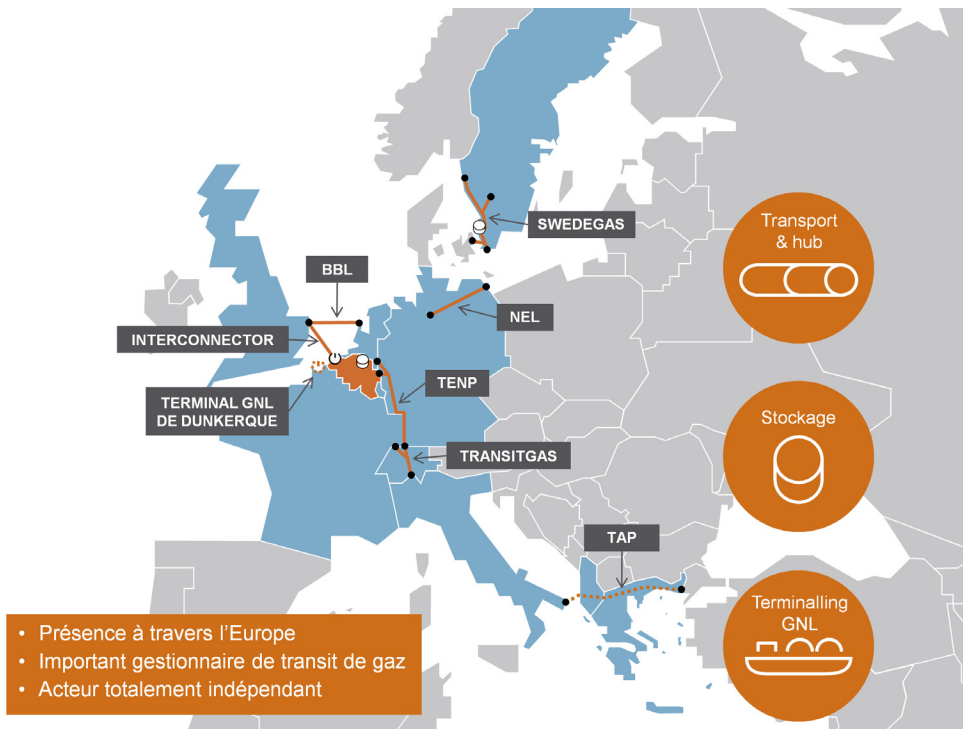 SWEDEGAS
BBL
NEL
INTERCONNECTOR
TENP
TERMINAL GNL
DE DUNKERQUE
TRANSITGAS
TAP
Transport
& hub
Stockage
Terminalling
GNL
• Présence à travers l'Europe
• Important gestionnaire de transit de gaz
• Acteur totalement indépendant